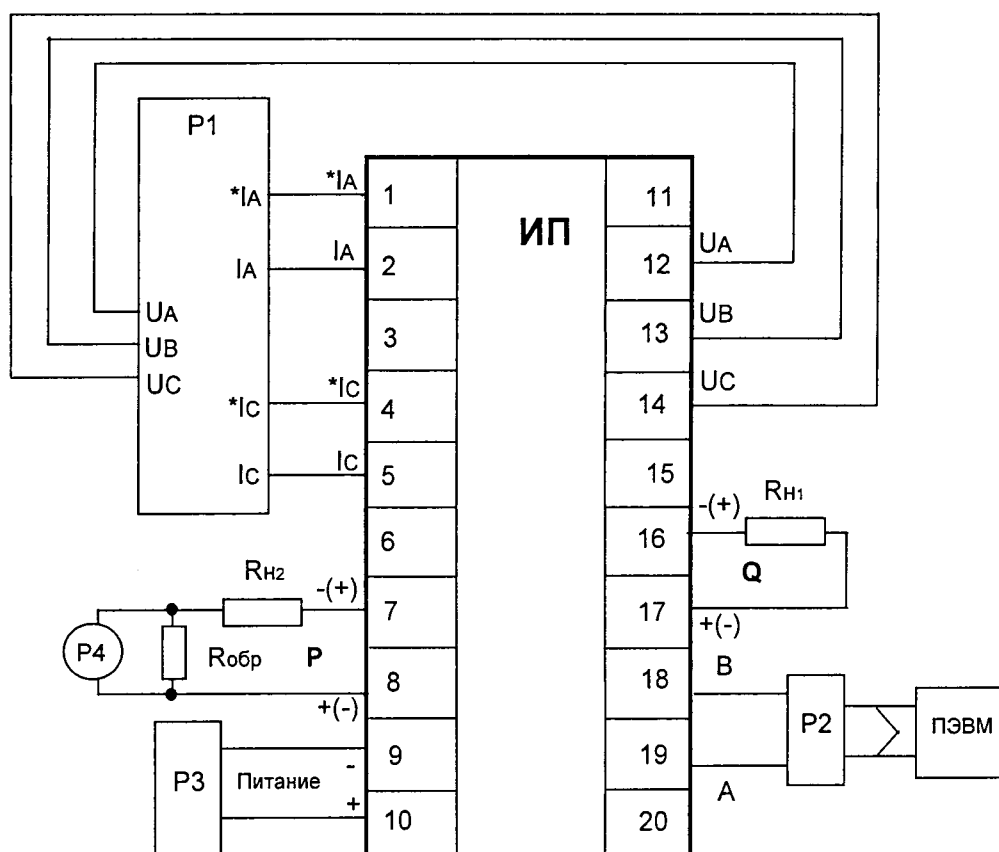 P1
*IA
*IA
1
11
ИП
IA
IA
2
UA
12
UA
3
UB
13
UB
UC
*IC
*IC
4
UC
14
IC
IC
5
15
6
-(+)
RН1
16
Q
RН2
-(+)
7
17
+(-)
P4
Rобр
P
8
+(-)
B
18
P2
ПЭВМ
P3
Питание
-
+
9
19
A
10
20